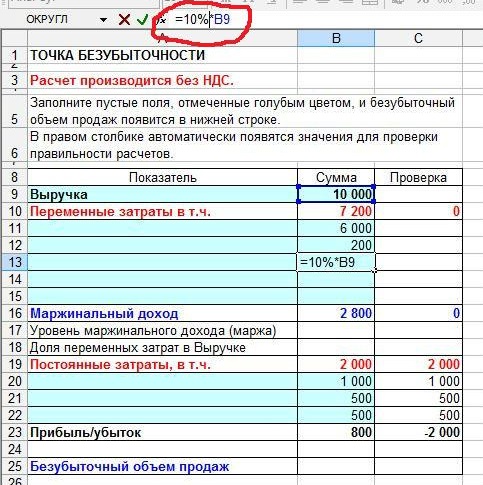 ОКРУГЛ =10%*B9
A B C
1 ТОЧКА БЕЗУБЫТОЧНОСТИ
2
3 Расчет производится без НДС.
5 Заполните пустые поля, отмеченные голубым цветом, и безубыточный
объем продаж появится в нижней строке.
В правом столбике автоматически появятся значения для проверки
6 правильности расчетов.
8 Показатель Сумма Проверка
9 Выручка 10 000
10 Переменные затраты в т.ч. 7 200 0
11 6 000
12 200
13 =10%*B9
14
15
16 Маржинальный доход 2 800 0
17 Уровень маржинального дохода (маржа)
18 Доля переменных затрат в Выручке
19 Постоянные затраты, в т.ч. 2 000 2 000
20 1 000 1 000
21 500 500
22 500 500
23 Прибыль/убыток 800 -2 000
24
25 Безубыточный объем продаж